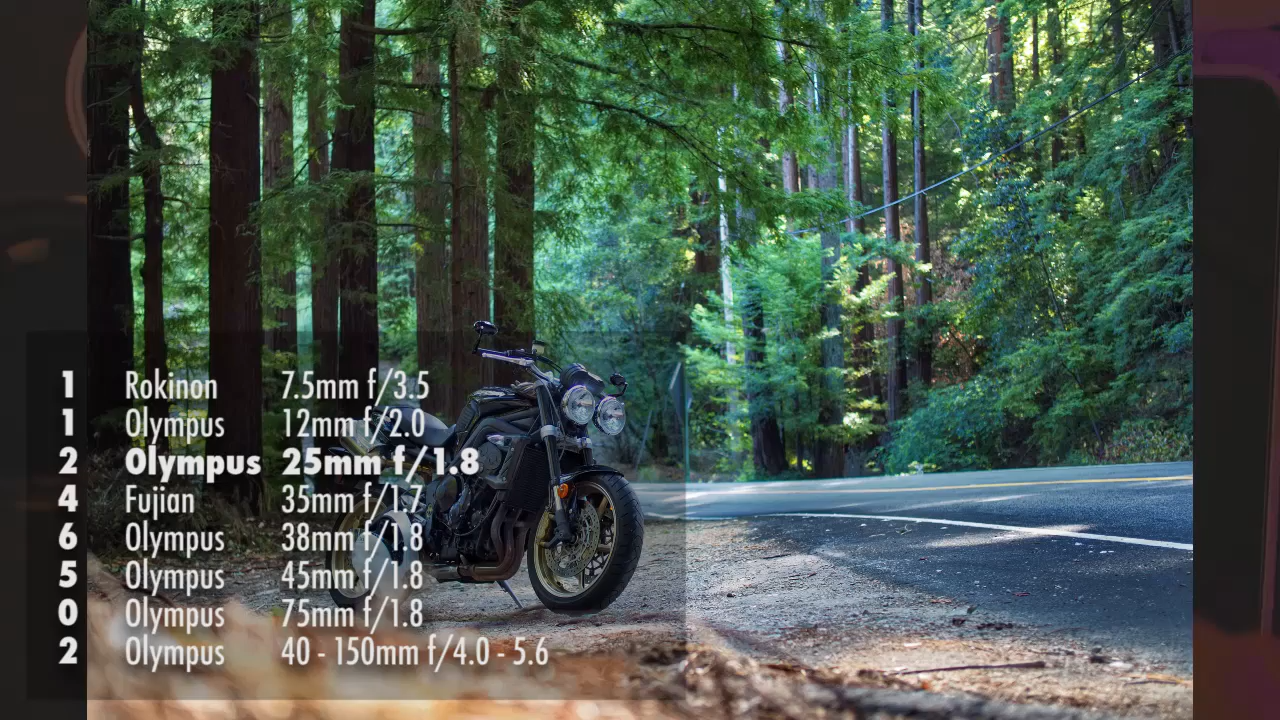 1 Rokinon 7.5mm f/3.5
1 Olympus 12mm f/2.0
2 Olympus 25mm f/1.8
4 Fujian 35mm f/1.7
6 Olympus 38mm f/1.8
5 Olympus 45mm f/1.8
0 Olympus 75mm f/1.8
2 Olympus 40 - 150mm f/4.0 - 5.6